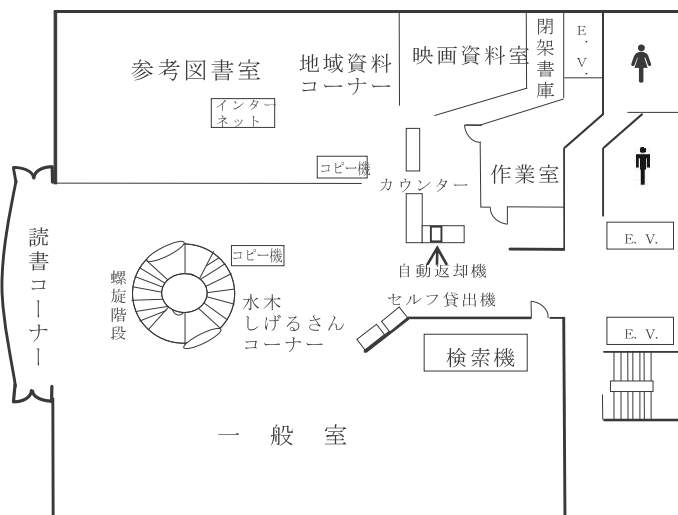 参考図書室
地域資料
コーナー
映画資料室
閉架書庫
E. V.
インター
ネット
コピー機
カウンター
作業室
読書コーナー
螺旋階段
コピー機
水木
しげるさん
コーナー
自動返却機
セルフ貸出機
検索機
一般室
E. V.
E. V.